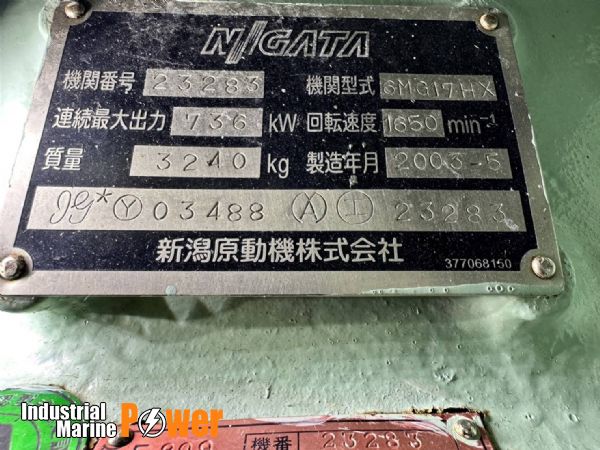 NIIGATA
機関番号 23283 機関型式 6MG17HX
連続最大出力 736 kW 回転速度 1650 min⁻¹
質量 3240 kg 製造年月 2003-5
JG* Ⓨ 03488 Ⓐ 工 23283
新潟原動機株式会社 377068150
Industrial
Marine Power
機番 23283